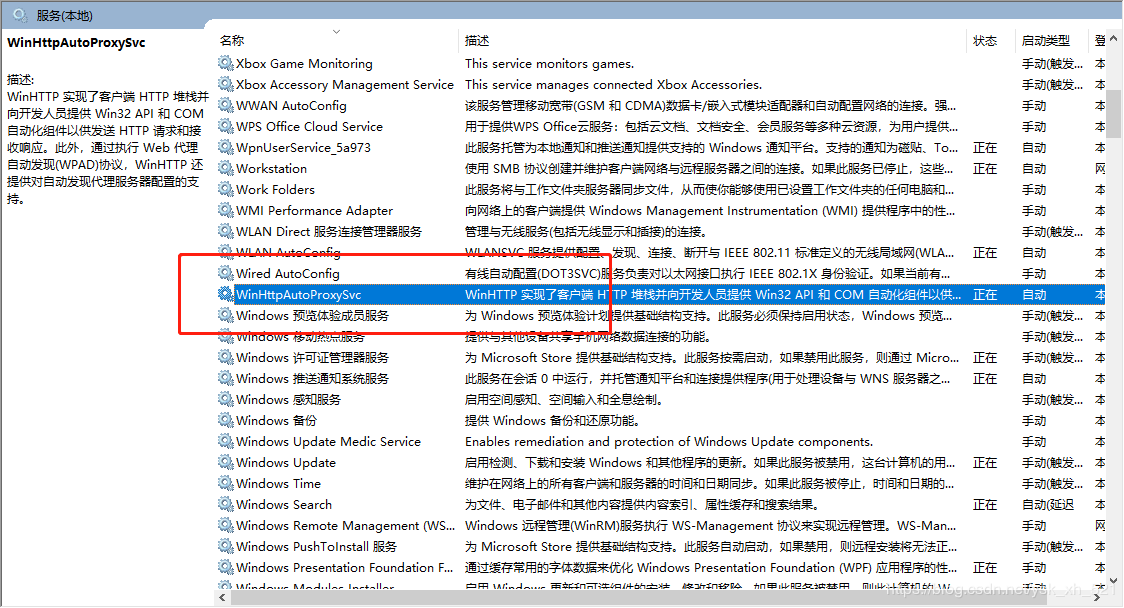 服务(本地)
WinHttpAutoProxySvc
描述:
WinHTTP 实现了客户端 HTTP 堆栈并
向开发人员提供 Win32 API 和 COM
自动化组件以供发送 HTTP 请求和接
收响应。此外，通过执行 Web 代理
自动发现(WPAD)协议，WinHTTP 还
提供对自动发现代理服务器配置的支
持。
名称 描述 状态 启动类型 登
Xbox Game Monitoring This service monitors games. 手动(触发... 本
Xbox Accessory Management Service This service manages connected Xbox Accessories. 手动(触发... 本
WWAN AutoConfig 该服务管理移动宽带(GSM 和 CDMA)数据卡/嵌入式模块适配器和自动配置网络的连接。强... 手动 本
WPS Office Cloud Service 用于提供WPS Office云服务：包括云文档、文档安全、会员服务等多种云资源，为用户提供... 手动 本
WpnUserService_5a973 此服务托管为本地通知和推送通知提供支持的 Windows 通知平台。支持的通知为磁贴、To... 正在 自动 本
Workstation 使用 SMB 协议创建并维护客户端网络与远程服务器之间的连接。如果此服务已停止，这些... 正在 自动 网
Work Folders 此服务将与工作文件夹服务器同步文件，从而使你能够使用已设置工作文件夹的任何电脑和... 手动 本
WMI Performance Adapter 向网络上的客户端提供 Windows Management Instrumentation (WMI) 提供程序中的性... 手动 本
WLAN Direct 服务连接管理器服务 管理与无线服务(包括无线显示和插接)的连接。 手动(触发... 本
WLAN AutoConfig WLANSVC 服务提供配置、发现、连接、断开与 IEEE 802.11 标准定义的无线局域网(WLA... 正在 自动 本
Wired AutoConfig 有线自动配置(DOT3SVC)服务负责对以太网接口执行 IEEE 802.1X 身份验证。如果当前有... 手动 本
WinHttpAutoProxySvc WinHTTP 实现了客户端 HTTP 堆栈并向开发人员提供 Win32 API 和 COM 自动化组件以供... 正在 自动 本
Windows 预览体验成员服务 为 Windows 预览体验计划提供基础结构支持。此服务必须保持启用状态，Windows 预览... 手动 本
Windows 移动热点服务 提供与其他设备共享手机网络数据连接的功能。 手动(触发... 本
Windows 许可证管理器服务 为 Microsoft Store 提供基础结构支持。此服务按需启动，如果禁用此服务，则通过 Micro... 正在 手动(触发... 本
Windows 推送通知系统服务 此服务在会话 0 中运行，并托管通知平台和连接提供程序(用于处理设备与 WNS 服务器之... 正在 自动 本
Windows 感知服务 启用空间感知、空间输入和全息绘制。 手动(触发... 本
Windows 备份 提供 Windows 备份和还原功能。 手动 本
Windows Update Medic Service Enables remediation and protection of Windows Update components. 手动 本
Windows Update 启用检测、下载和安装 Windows 和其他程序的更新。如果此服务被禁用，这台计算机的用... 正在 手动(触发... 本
Windows Time 维护在网络上的所有客户端和服务器的时间和日期同步。如果此服务被停止，时间和日期的... 手动(触发... 本
Windows Search 为文件、电子邮件和其他内容提供内容索引、属性缓存和搜索结果。 正在 自动(延迟 本
Windows Remote Management (WS... Windows 远程管理(WinRM)服务执行 WS-Management 协议来实现远程管理。WS-Man... 手动 网
Windows PushToInstall 服务 为 Microsoft Store 提供基础结构支持。此服务自动启动，如果禁用，则远程安装将无法正... 手动(触发... 本
Windows Presentation Foundation F... 通过缓存常用的字体数据来优化 Windows Presentation Foundation (WPF) 应用程序的性... 正在 手动 本
Windows Modules Installer 启用 Windows 更新和可选组件的安装、修改和移除。如果此服务被禁用，则此计算机的 W... 手动 本